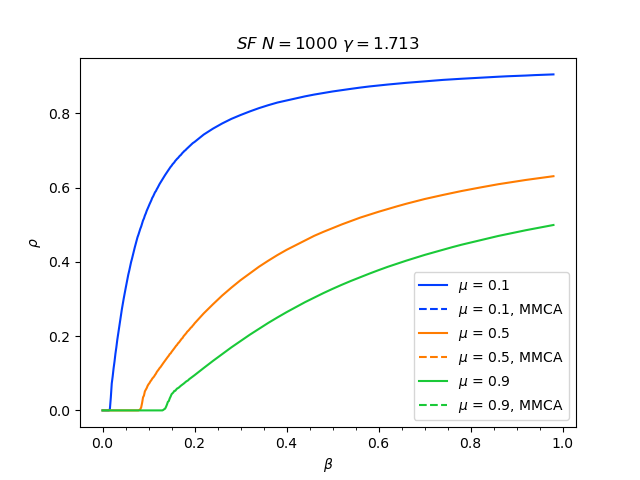 SF N = 1000 γ = 1.713
ρ
0.8
0.6
0.4
0.2
0.0
0.0 0.2 0.4 0.6 0.8 1.0
β
μ = 0.1
μ = 0.1, MMCA
μ = 0.5
μ = 0.5, MMCA
μ = 0.9
μ = 0.9, MMCA